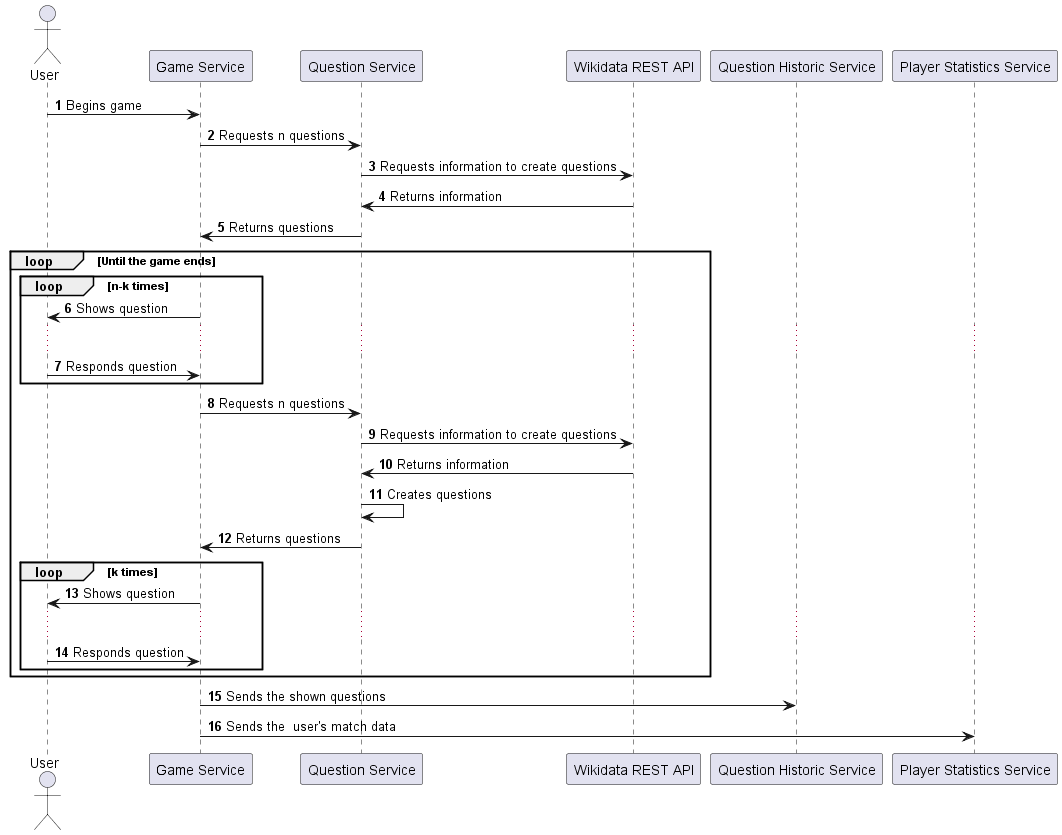 User
Game Service
Question Service
Wikidata REST API
Question Historic Service
Player Statistics Service
1 Begins game
2 Requests n questions
3 Requests information to create questions
4 Returns information
5 Returns questions
loop [Until the game ends]
loop [n-k times]
6 Shows question
7 Responds question
8 Requests n questions
9 Requests information to create questions
10 Returns information
11 Creates questions
12 Returns questions
loop [k times]
13 Shows question
14 Responds question
15 Sends the shown questions
16 Sends the  user's match data
User
Game Service
Question Service
Wikidata REST API
Question Historic Service
Player Statistics Service